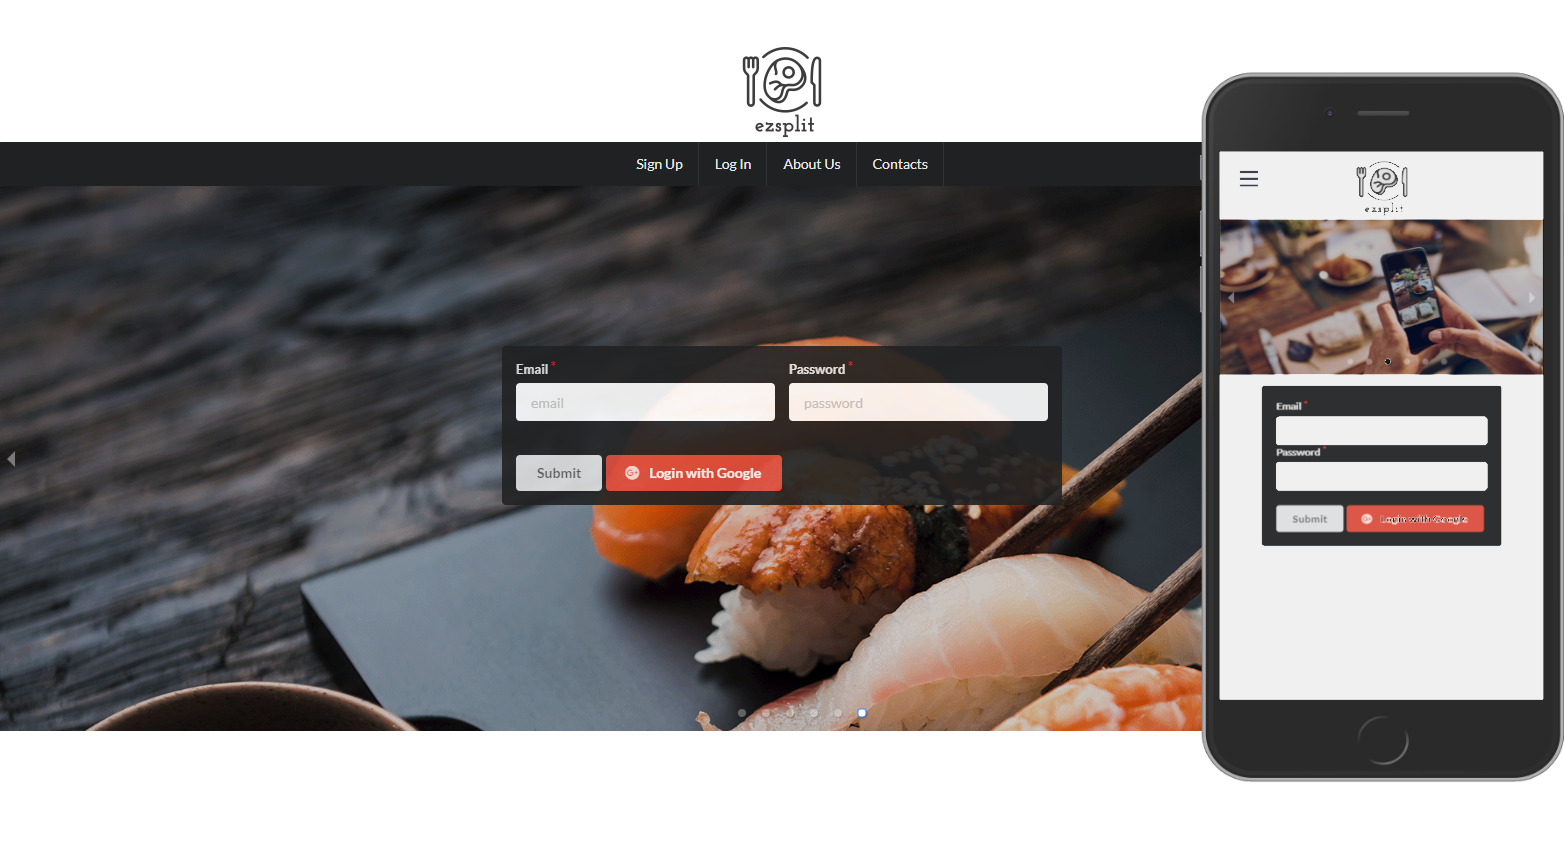 ezsplit
Sign Up Log In About Us Contacts
Email * Password *
email password
Submit Login with Google
ezsplit
Email *
Password *
Submit Login with Google